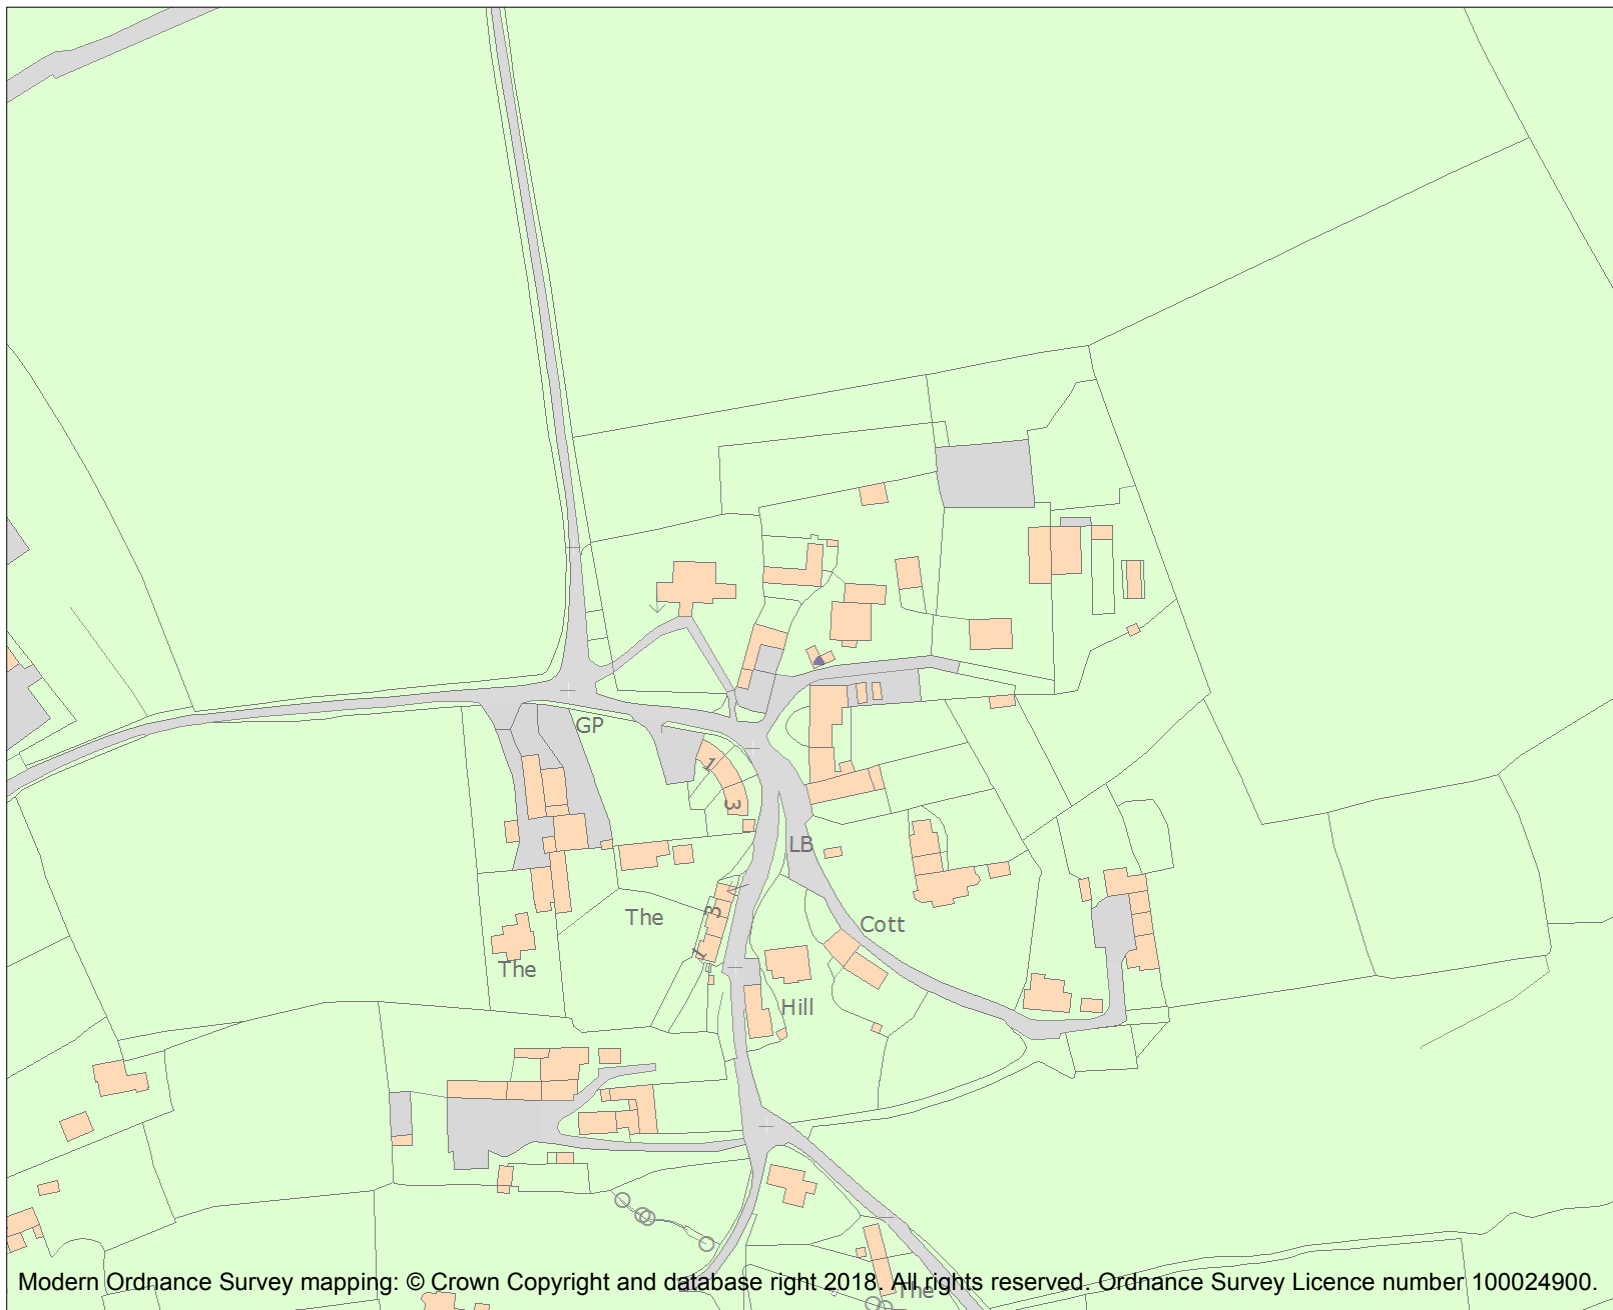 GP
1
3
LB
The
3
1
Cott
The
Hill
The
Modern Ordnance Survey mapping: © Crown Copyright and database right 2018. All rights reserved. Ordnance Survey Licence number 100024900.